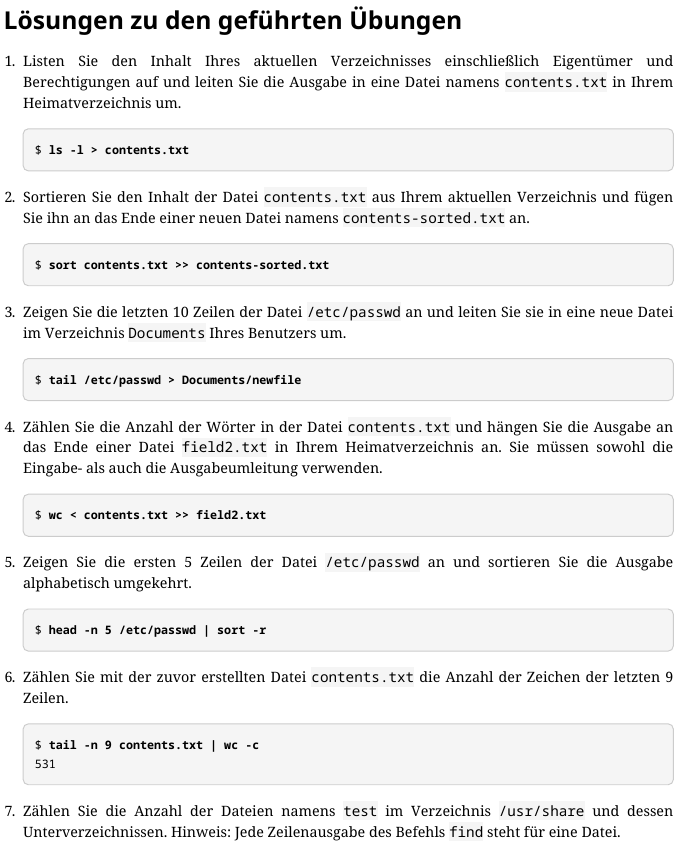 Lösungen zu den geführten Übungen
1. Listen Sie den Inhalt Ihres aktuellen Verzeichnisses einschließlich Eigentümer und
Berechtigungen auf und leiten Sie die Ausgabe in eine Datei namens contents.txt in Ihrem
Heimatverzeichnis um.
$ ls -l > contents.txt
2. Sortieren Sie den Inhalt der Datei contents.txt aus Ihrem aktuellen Verzeichnis und fügen
Sie ihn an das Ende einer neuen Datei namens contents-sorted.txt an.
$ sort contents.txt >> contents-sorted.txt
3. Zeigen Sie die letzten 10 Zeilen der Datei /etc/passwd an und leiten Sie sie in eine neue Datei
im Verzeichnis Documents Ihres Benutzers um.
$ tail /etc/passwd > Documents/newfile
4. Zählen Sie die Anzahl der Wörter in der Datei contents.txt und hängen Sie die Ausgabe an
das Ende einer Datei field2.txt in Ihrem Heimatverzeichnis an. Sie müssen sowohl die
Eingabe- als auch die Ausgabeumleitung verwenden.
$ wc < contents.txt >> field2.txt
5. Zeigen Sie die ersten 5 Zeilen der Datei /etc/passwd an und sortieren Sie die Ausgabe
alphabetisch umgekehrt.
$ head -n 5 /etc/passwd | sort -r
6. Zählen Sie mit der zuvor erstellten Datei contents.txt die Anzahl der Zeichen der letzten 9
Zeilen.
$ tail -n 9 contents.txt | wc -c
531
7. Zählen Sie die Anzahl der Dateien namens test im Verzeichnis /usr/share und dessen
Unterverzeichnissen. Hinweis: Jede Zeilenausgabe des Befehls find steht für eine Datei.